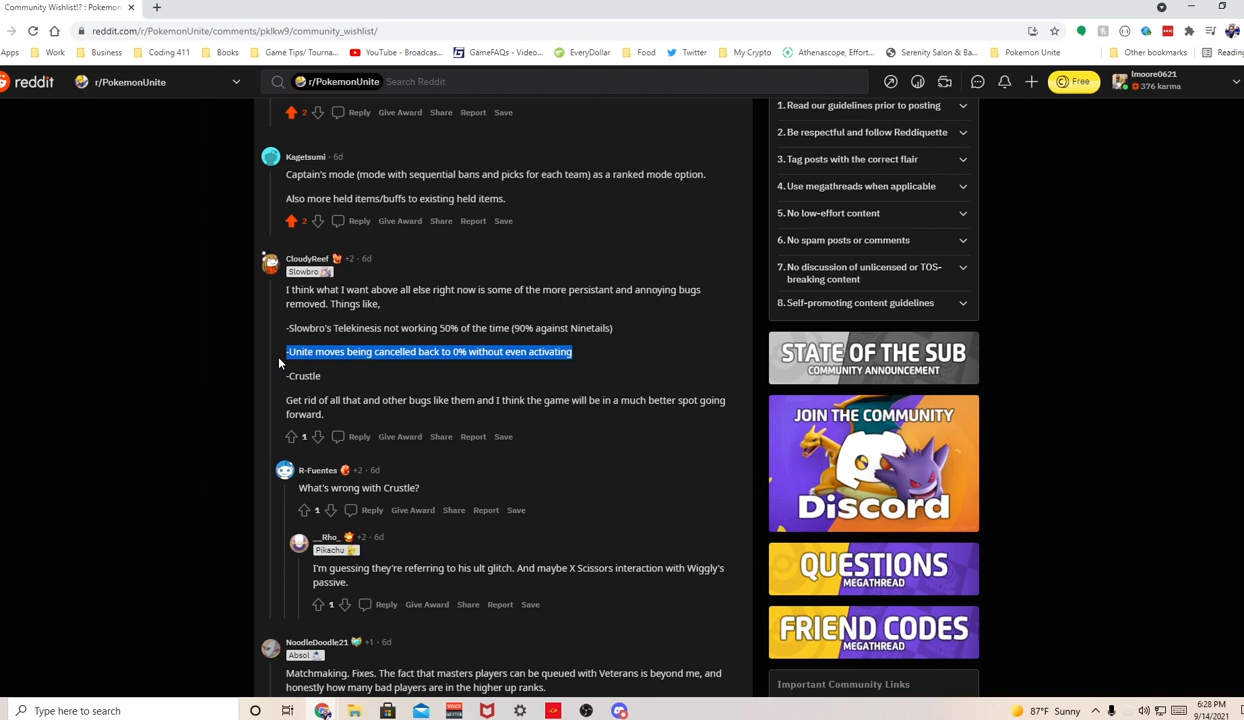 Community Wishlist!? : Pokemon
reddit.com/r/PokemonUnite/comments/pklkw9/community_wishlist/
Apps Work Business Coding 411 Books Game Tips/ Tourna... YouTube - Broadcas... GameFAQs - Video... EveryDollar Food Twitter My Crypto Athenascope, Effort... Serenity Salon & Ba... Pokemon Unite Other bookmarks Reading
reddit r/PokemonUnite r/PokemonUnite Search Reddit Free lmoore0621
376 karma
2 Reply Give Award Share Report Save
Kagetsumi · 6d
Captain's mode (mode with sequential bans and picks for each team) as a ranked mode option.
Also more held items/buffs to existing held items.
2 Reply Give Award Share Report Save
CloudyReef +2 · 6d
Slowbro
I think what I want above all else right now is some of the more persistant and annoying bugs
removed. Things like,
-Slowbro's Telekinesis not working 50% of the time (90% against Ninetails)
-Unite moves being cancelled back to 0% without even activating
-Crustle
Get rid of all that and other bugs like them and I think the game will be in a much better spot going
forward.
1 Reply Give Award Share Report Save
R-Fuentes +2 · 6d
What's wrong with Crustle?
1 Reply Give Award Share Report Save
__Rho_ +2 · 6d
Pikachu
I'm guessing they're referring to his ult glitch. And maybe X Scissors interaction with Wiggly's
passive.
1 Reply Give Award Share Report Save
NoodleDoodle21 +1 · 6d
Absol
Matchmaking. Fixes. The fact that masters players can be queued with Veterans is beyond me, and
honestly how many bad players are in the higher up ranks.
1. Read our guidelines prior to posting
2. Be respectful and follow Reddiquette
3. Tag posts with the correct flair
4. Use megathreads when applicable
5. No low-effort content
6. No spam posts or comments
7. No discussion of unlicensed or TOS-
breaking content
8. Self-promoting content guidelines
STATE OF THE SUB
COMMUNITY ANNOUNCEMENT
JOIN THE COMMUNITY
Discord
QUESTIONS
MEGATHREAD
FRIEND CODES
MEGATHREAD
Important Community Links
Type here to search
87°F Sunny
6:28 PM
9/14/2021